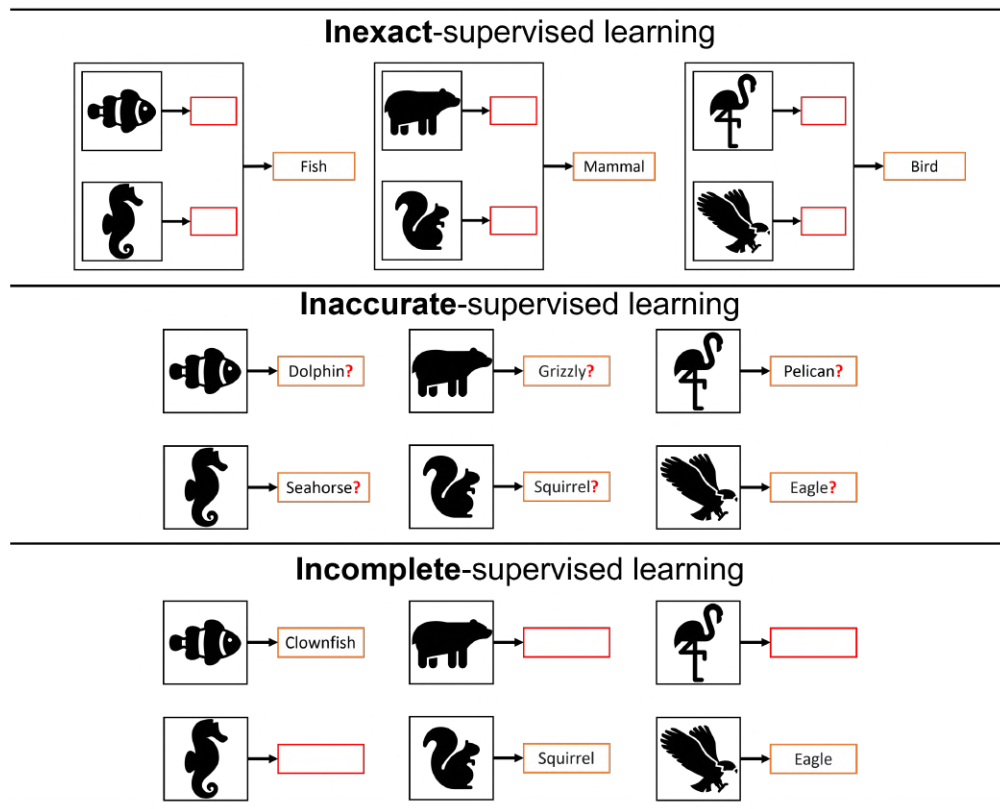 Inexact-supervised learning
Fish
Mammal
Bird
Inaccurate-supervised learning
Dolphin?
Grizzly?
Pelican?
Seahorse?
Squirrel?
Eagle?
Incomplete-supervised learning
Clownfish
Squirrel
Eagle